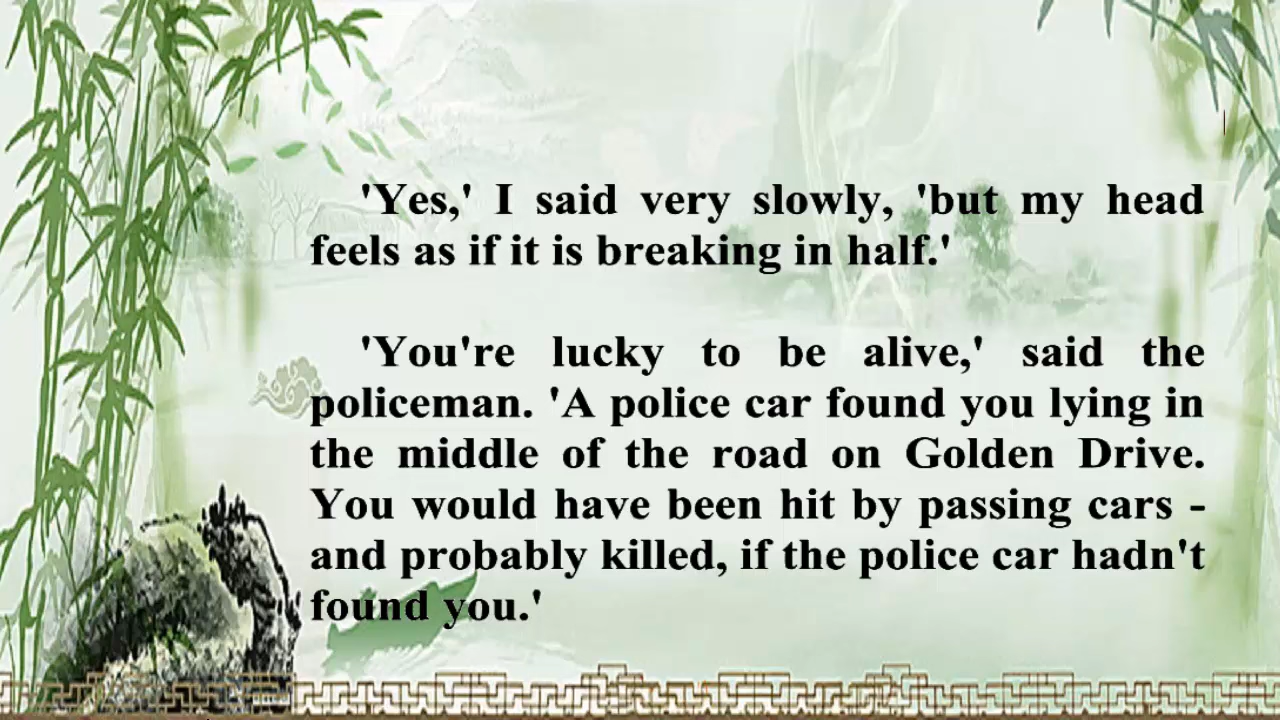 'Yes,' I said very slowly, 'but my head
feels as if it is breaking in half.'
'You're lucky to be alive,' said the
policeman. 'A police car found you lying in
the middle of the road on Golden Drive.
You would have been hit by passing cars -
and probably killed, if the police car hadn't
found you.'